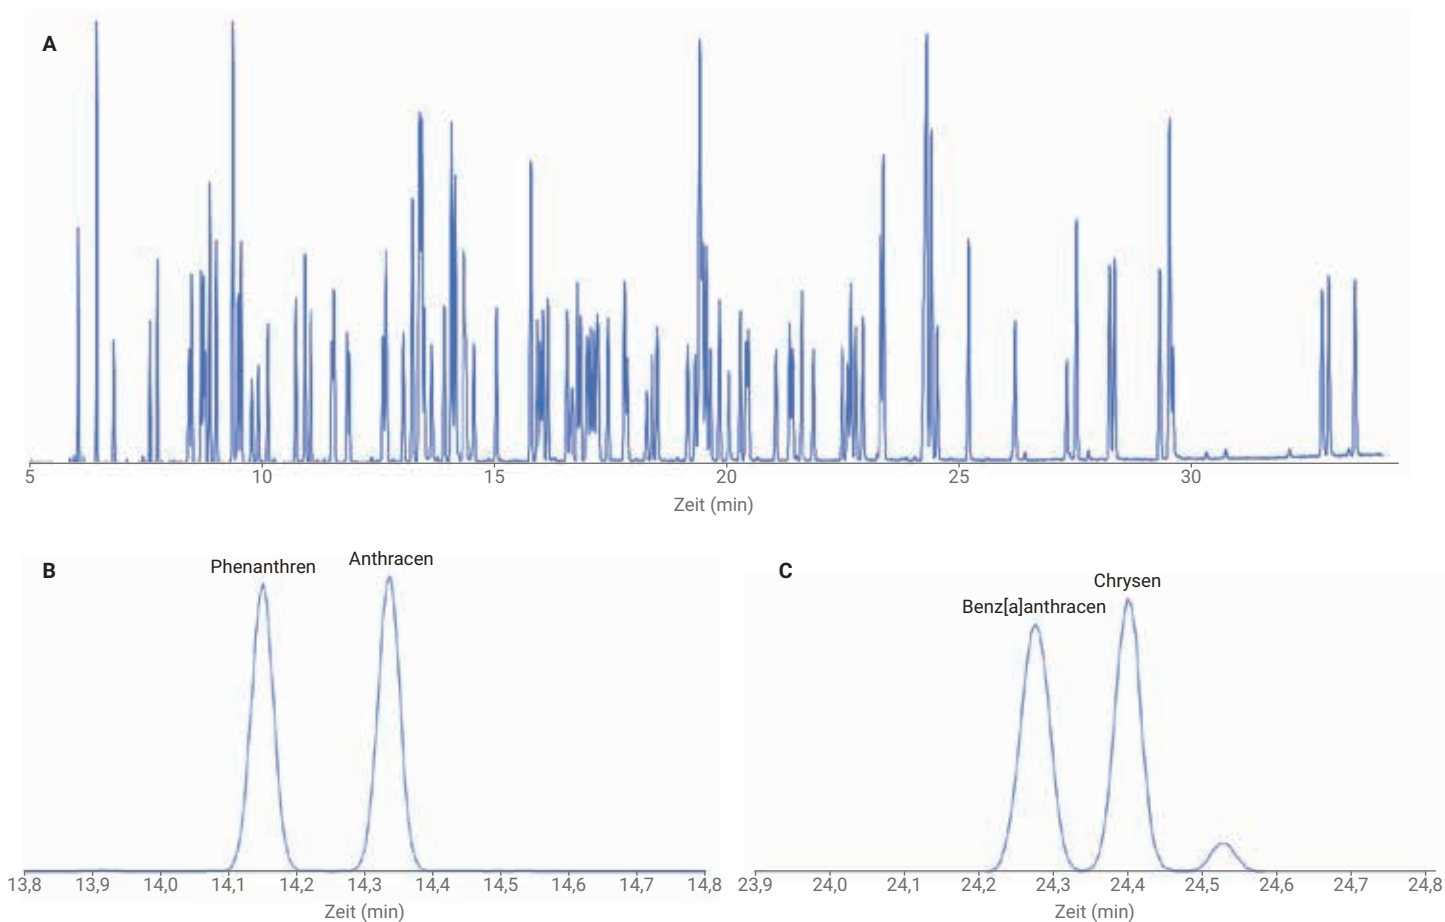 A
5 10 15 20 25 30
Zeit (min)
B
Phenanthren
Anthracen
13,8 13,9 14,0 14,1 14,2 14,3 14,4 14,5 14,6 14,7 14,8
Zeit (min)
C
Benz[a]anthracen
Chrysen
23,9 24,0 24,1 24,2 24,3 24,4 24,5 24,6 24,7 24,8
Zeit (min)